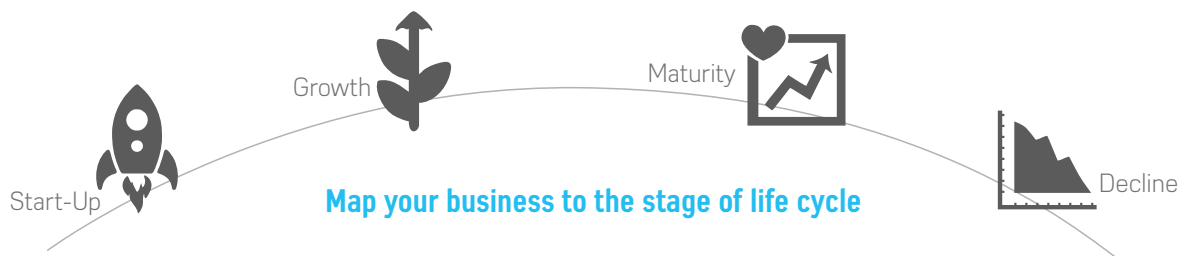 Growth
Maturity
Start-Up
Decline
Map your business to the stage of life cycle